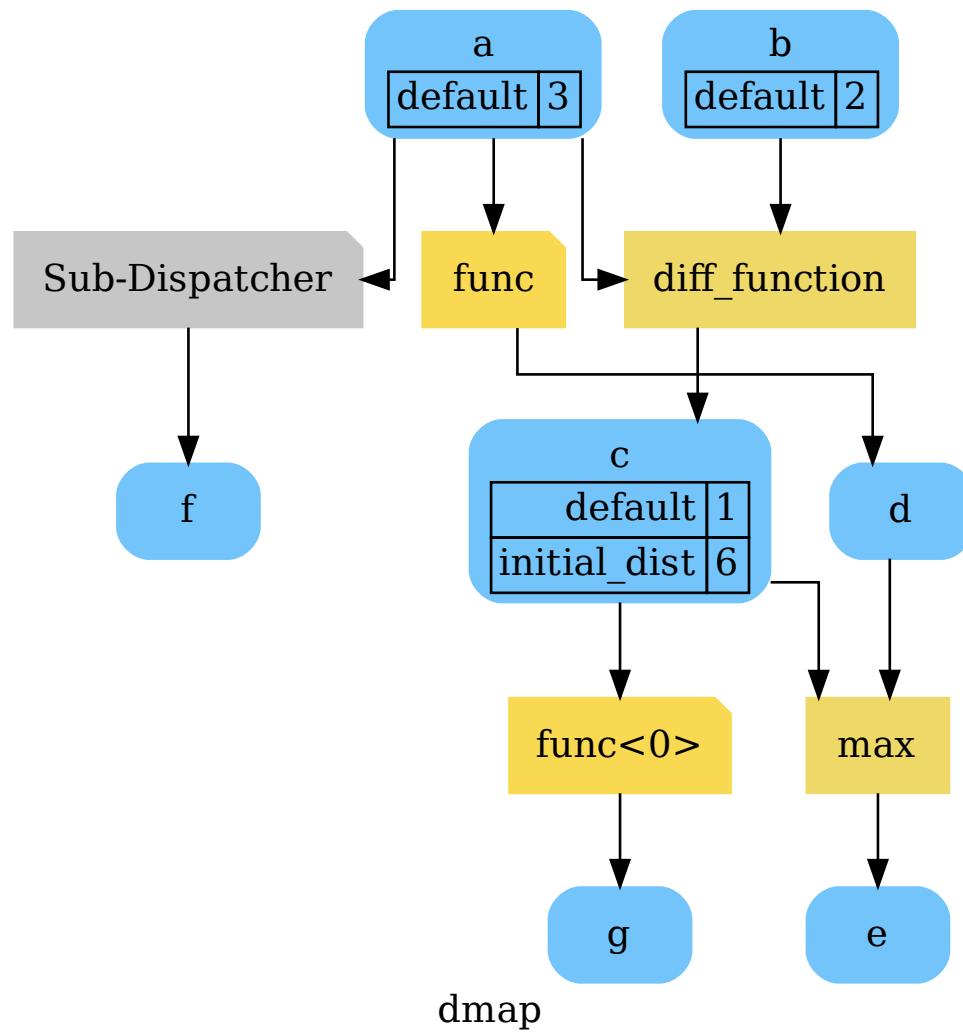 a
default 3
b
default 2
Sub-Dispatcher
func
diff_function
f
c
default 1
initial_dist 6
d
func<0>
max
g
e
dmap